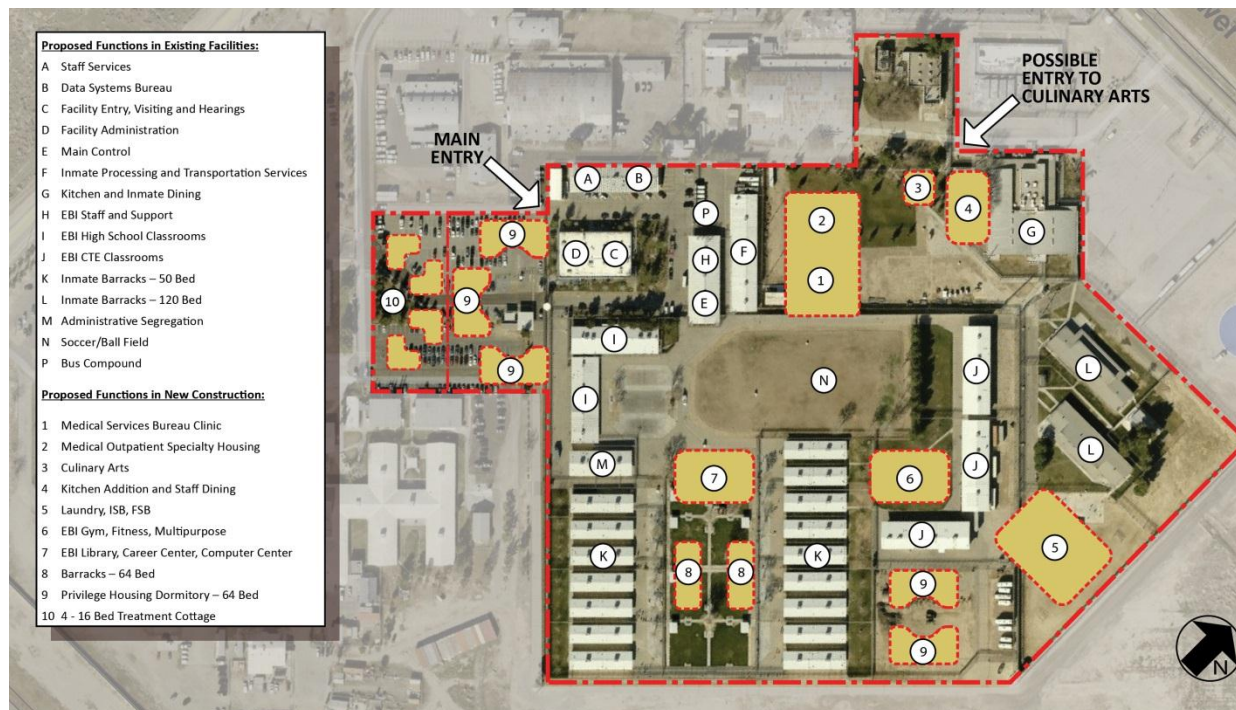 Proposed Functions in Existing Facilities:
A Staff Services
B Data Systems Bureau
C Facility Entry, Visiting and Hearings
D Facility Administration
E Main Control
F Inmate Processing and Transportation Services
G Kitchen and Inmate Dining
H EBI Staff and Support
I EBI High School Classrooms
J EBI CTE Classrooms
K Inmate Barracks – 50 Bed
L Inmate Barracks – 120 Bed
M Administrative Segregation
N Soccer/Ball Field
P Bus Compound
Proposed Functions in New Construction:
1 Medical Services Bureau Clinic
2 Medical Outpatient Specialty Housing
3 Culinary Arts
4 Kitchen Addition and Staff Dining
5 Laundry, ISB, FSB
6 EBI Gym, Fitness, Multipurpose
7 EBI Library, Career Center, Computer Center
8 Barracks – 64 Bed
9 Privilege Housing Dormitory – 64 Bed
10 4 - 16 Bed Treatment Cottage
POSSIBLE
ENTRY TO
CULINARY ARTS
MAIN
ENTRY
A B
3
4
P
2
9
G
D C
H
F
1
10
9
E
I
L
9
N
J
I
L
M
7
6
J
J
5
K
8
8
K
9
9
N